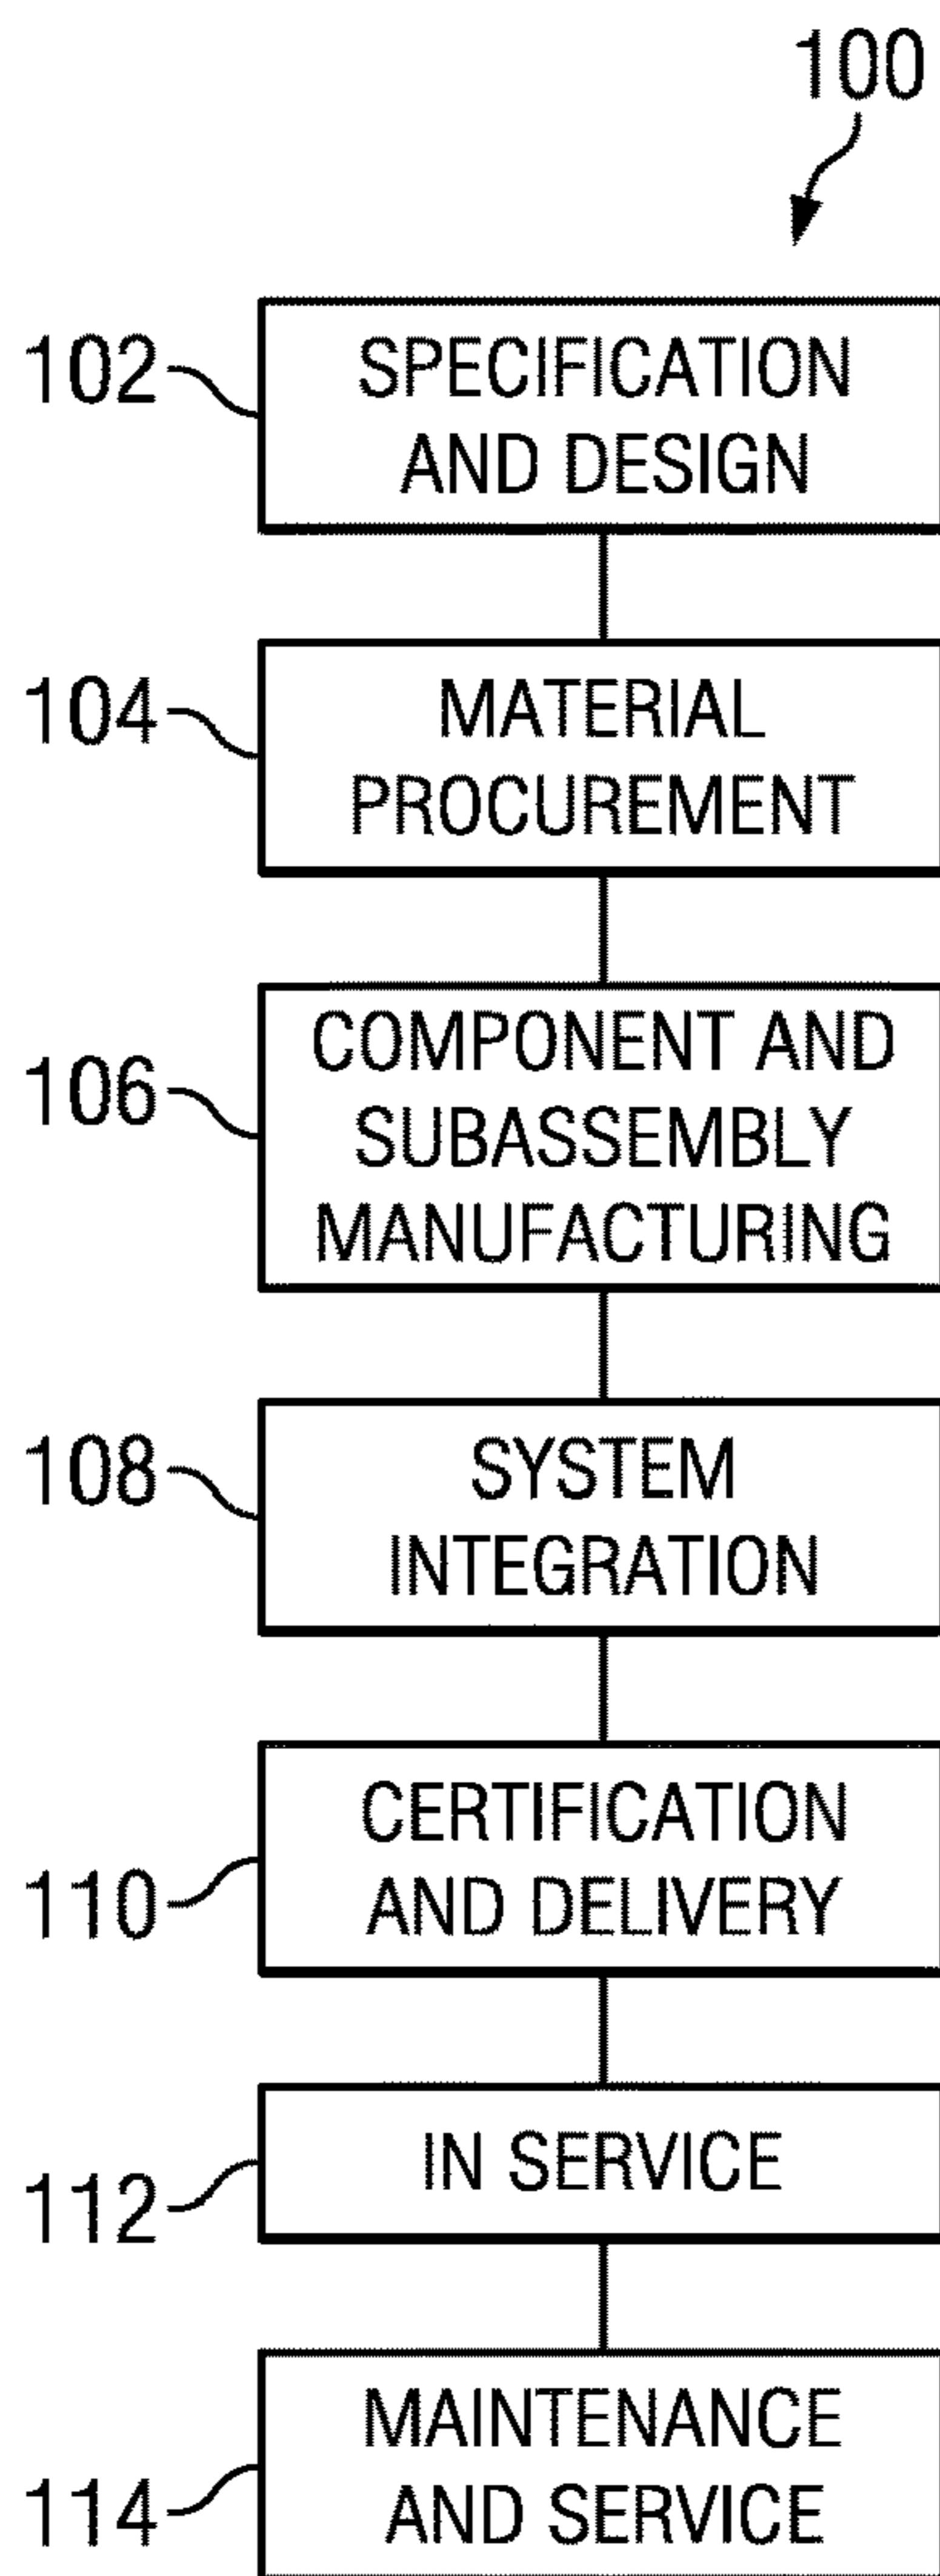 100
102
SPECIFICATION
AND DESIGN
104
MATERIAL
PROCUREMENT
106
COMPONENT AND
SUBASSEMBLY
MANUFACTURING
108
SYSTEM
INTEGRATION
110
CERTIFICATION
AND DELIVERY
112
IN SERVICE
114
MAINTENANCE
AND SERVICE